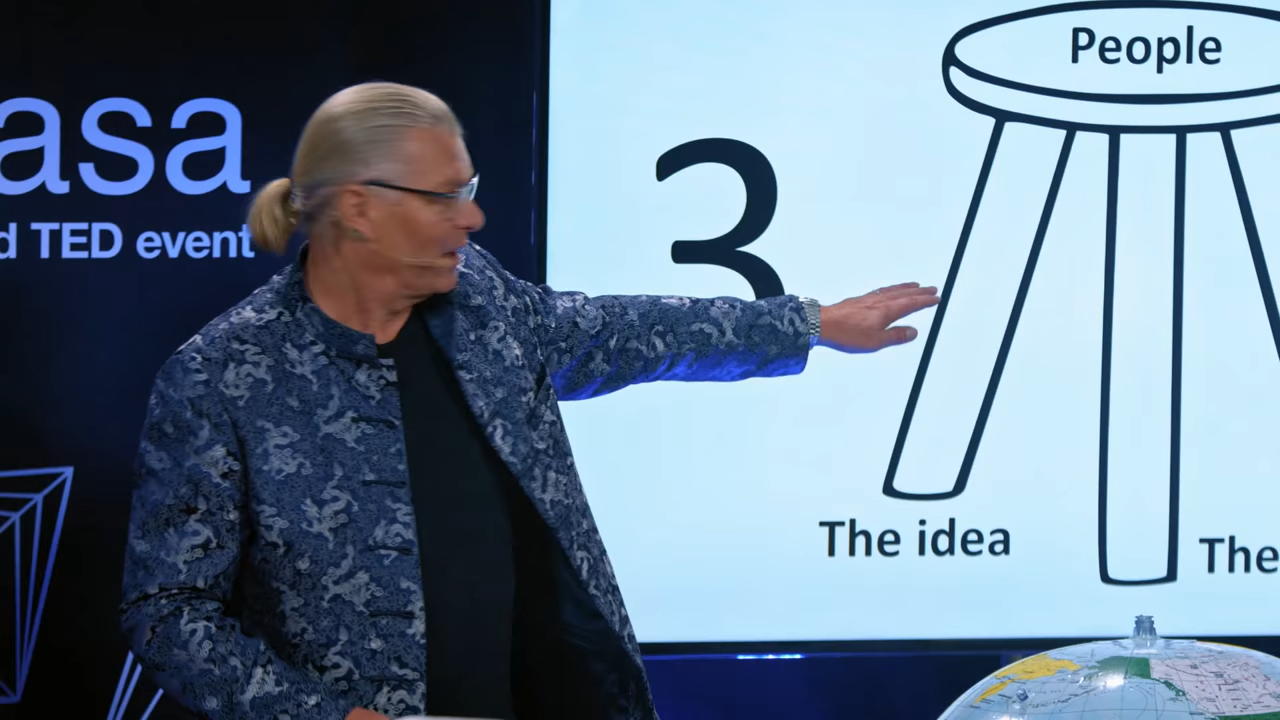 asa
d TED event
People
3
The idea
The